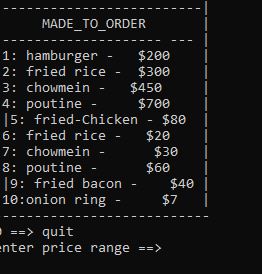 --------------------------|
MADE_TO_ORDER |
------------------- --- |
1: hamburger - $200 |
2: fried rice - $300 |
3: chowmein - $450 |
4: poutine - $700 |
|5: fried-Chicken - $80 |
6: fried rice - $20 |
7: chowmein - $30 |
8: poutine - $60 |
|9: fried bacon - $40 |
10:onion ring - $7 |
---------------------------
==> quit
enter price range ==>